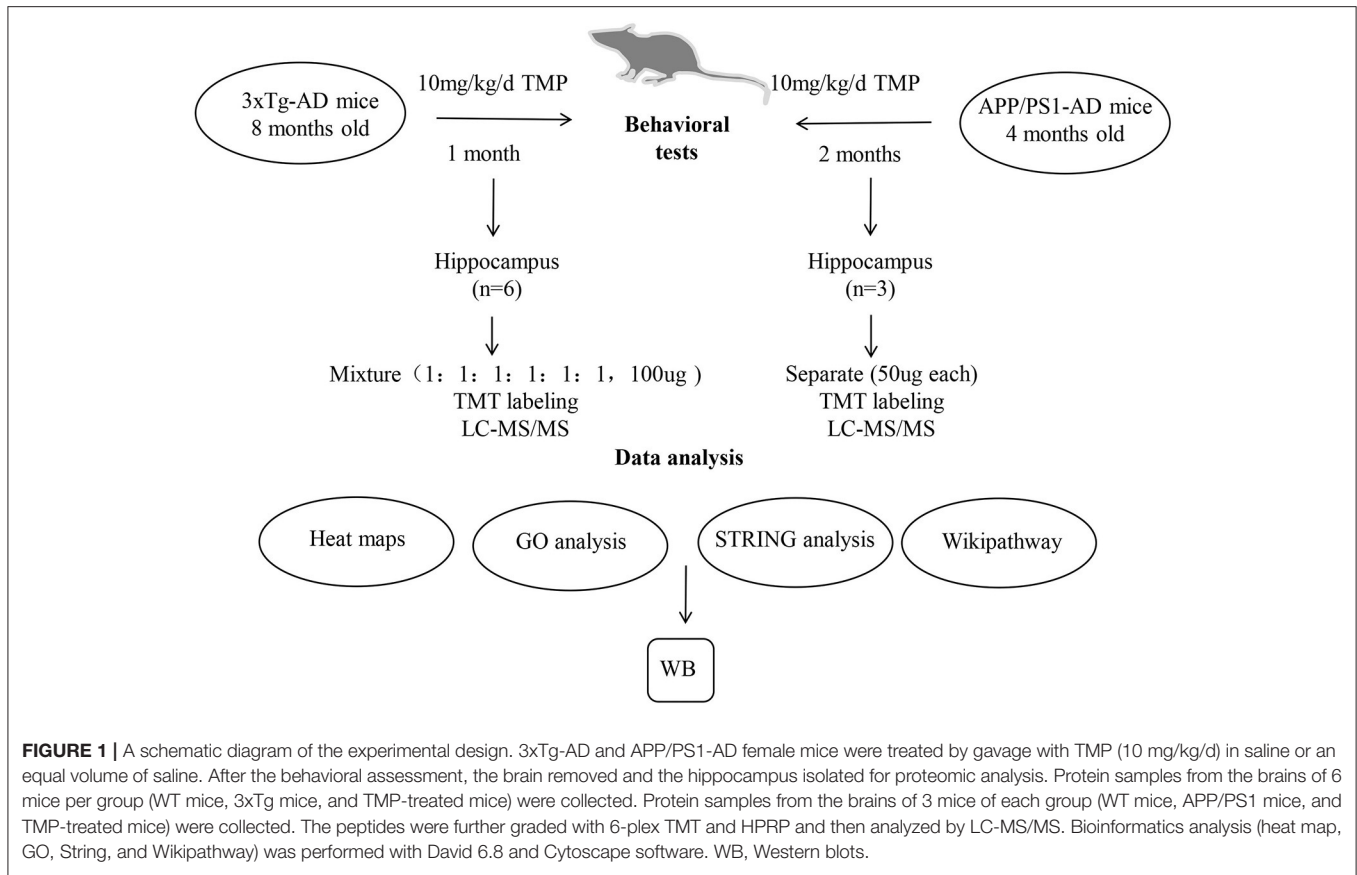 3xTg-AD mice
8 months old
10mg/kg/d TMP
1 month
Behavioral
tests
10mg/kg/d TMP
2 months
APP/PS1-AD mice
4 months old
Hippocampus
(n=6)
Hippocampus
(n=3)
Mixture（1：1：1：1：1：1，100ug ）
TMT labeling
LC-MS/MS
Separate (50ug each)
TMT labeling
LC-MS/MS
Data analysis
Heat maps
GO analysis
STRING analysis
Wikipathway
WB
FIGURE 1 | A schematic diagram of the experimental design. 3xTg-AD and APP/PS1-AD female mice were treated by gavage with TMP (10 mg/kg/d) in saline or an
equal volume of saline. After the behavioral assessment, the brain removed and the hippocampus isolated for proteomic analysis. Protein samples from the brains of 6
mice per group (WT mice, 3xTg mice, and TMP-treated mice) were collected. Protein samples from the brains of 3 mice of each group (WT mice, APP/PS1 mice, and
TMP-treated mice) were collected. The peptides were further graded with 6-plex TMT and HPRP and then analyzed by LC-MS/MS. Bioinformatics analysis (heat map,
GO, String, and Wikipathway) was performed with David 6.8 and Cytoscape software. WB, Western blots.